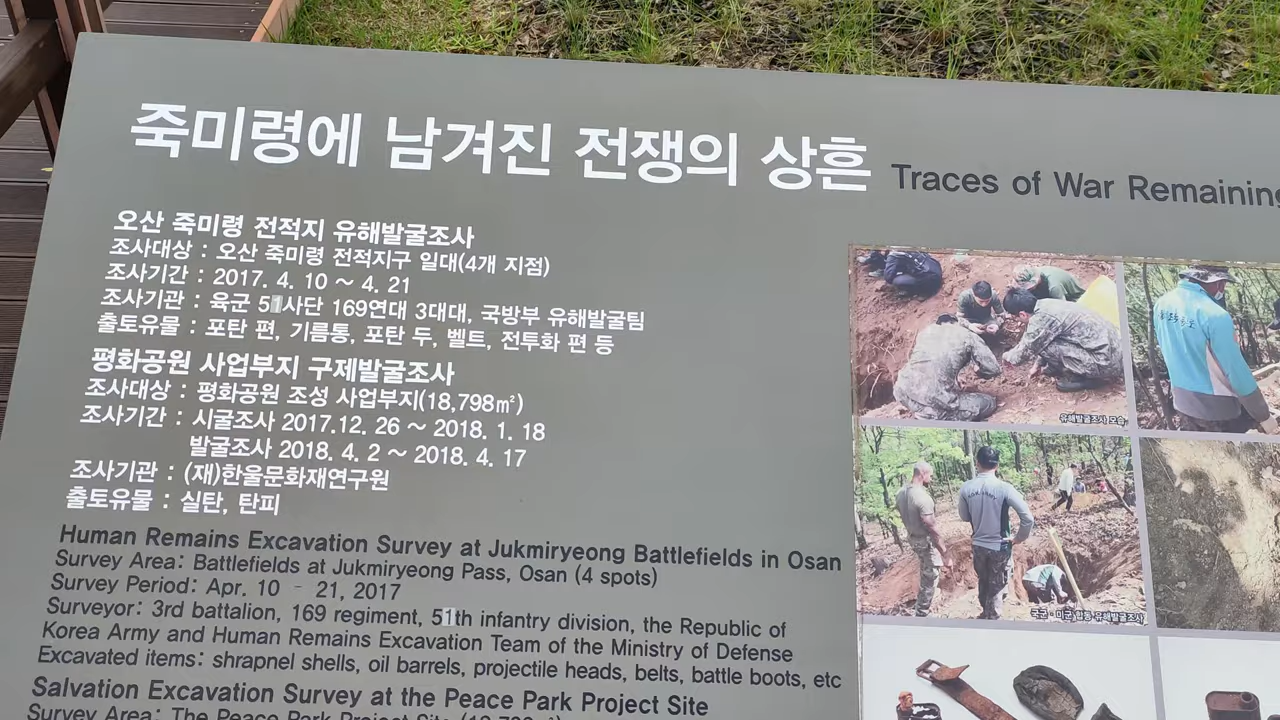 죽미령에 남겨진 전쟁의 상흔 Traces of War Remaining
오산 죽미령 전적지 유해발굴조사
조사대상 : 오산 죽미령 전적지구 일대(4개 지점)
조사기간 : 2017. 4. 10 ~ 4. 21
조사기관 : 육군 51사단 169연대 3대대, 국방부 유해발굴팀
출토유물 : 포탄 편, 기름통, 포탄 두, 벨트, 전투화 편 등
평화공원 사업부지 구제발굴조사
조사대상 : 평화공원 조성 사업부지(18,798㎡)
조사기간 : 시굴조사 2017.12. 26 ~ 2018. 1. 18
발굴조사 2018. 4. 2 ~ 2018. 4. 17
조사기관 : (재)한울문화재연구원
출토유물 : 실탄, 탄피
Human Remains Excavation Survey at Jukmiryeong Battlefields in Osan
Survey Area: Battlefields at Jukmiryeong Pass, Osan (4 spots)
Survey Period: Apr. 10 - 21, 2017
Surveyor: 3rd battalion, 169 regiment, 51th infantry division, the Republic of
Korea Army and Human Remains Excavation Team of the Ministry of Defense
Excavated items: shrapnel shells, oil barrels, projectile heads, belts, battle boots, etc
Salvation Excavation Survey at the Peace Park Project Site
Survey Area: The Peace Park Project Site
유해발굴조사 모습
국군·미군 합동 유해발굴조사